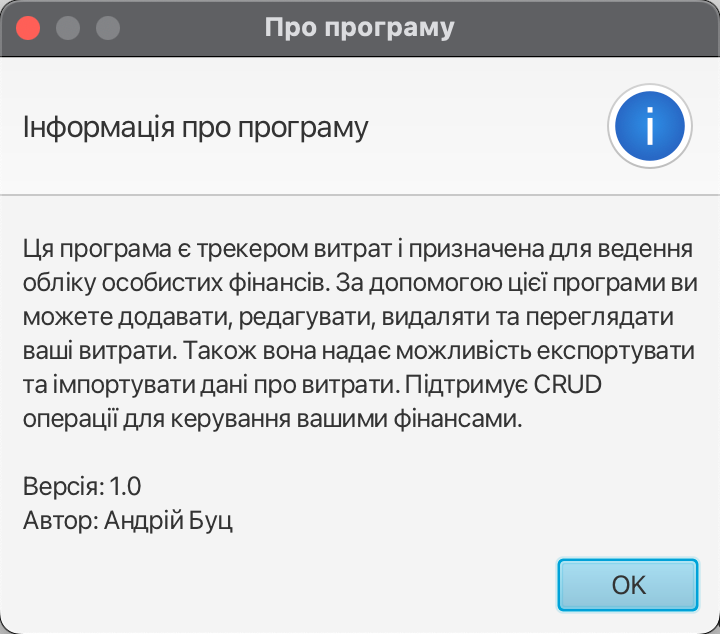 Про програму
Інформація про програму
i
Ця програма є трекером витрат і призначена для ведення
обліку особистих фінансів. За допомогою цієї програми ви
можете додавати, редагувати, видаляти та переглядати
ваші витрати. Також вона надає можливість експортувати
та імпортувати дані про витрати. Підтримує CRUD
операції для керування вашими фінансами.
Версія: 1.0
Автор: Андрій Буц
OK